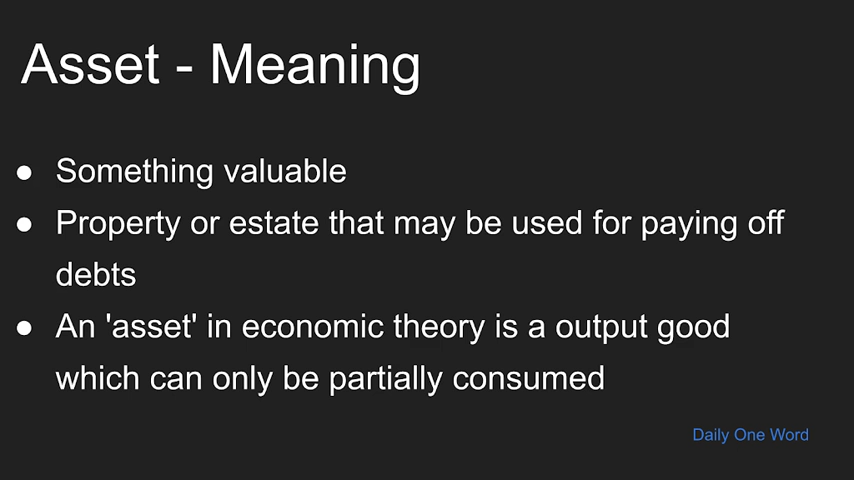 Asset - Meaning
● Something valuable
● Property or estate that may be used for paying off
debts
● An 'asset' in economic theory is a output good
which can only be partially consumed
Daily One Word